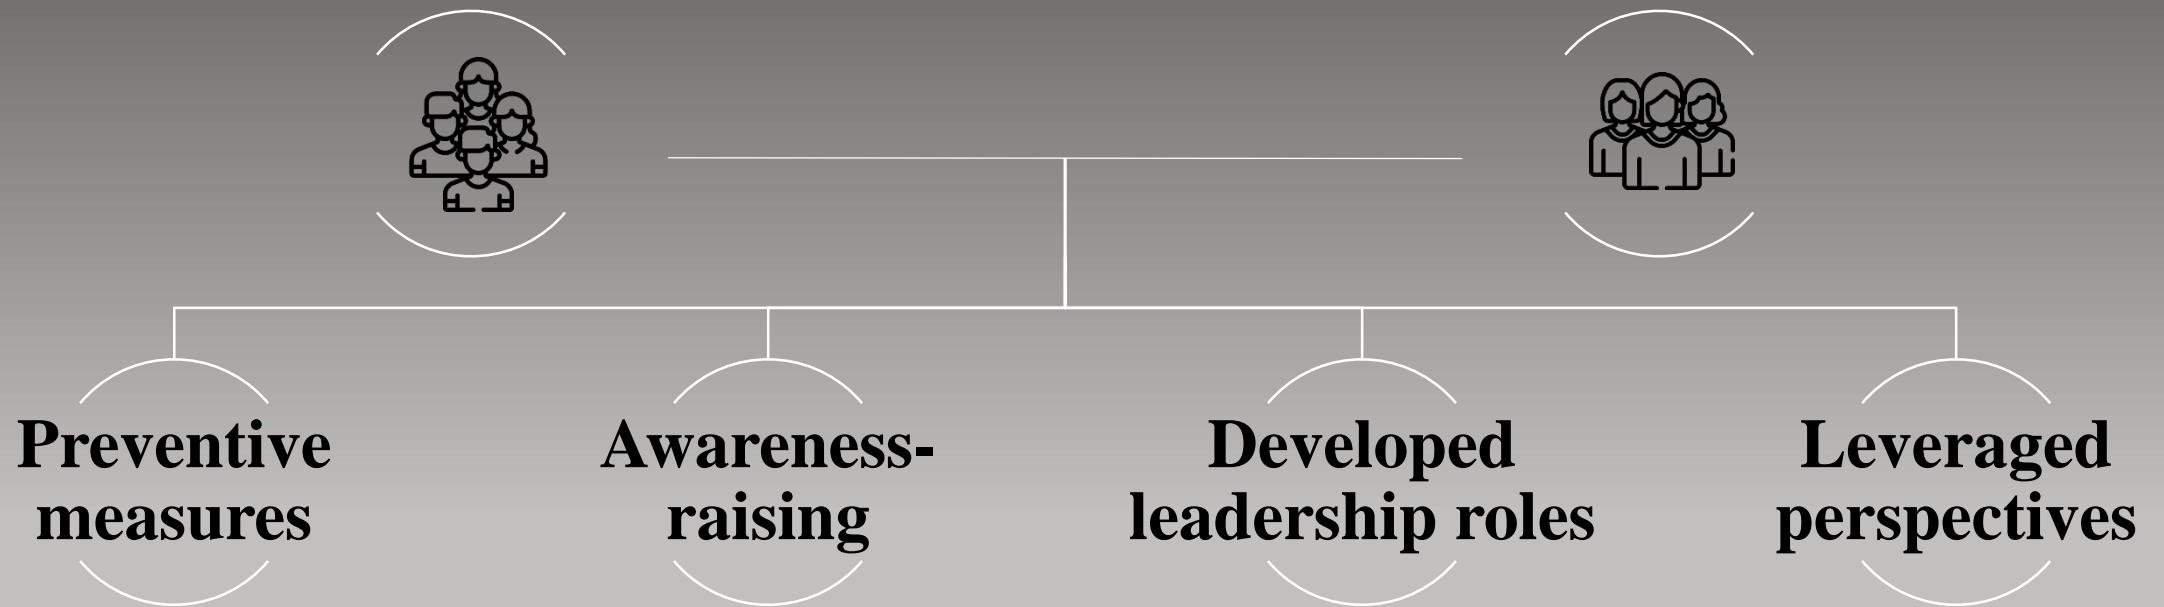 Preventive
measures
Awareness-
raising
Developed
leadership roles
Leveraged
perspectives